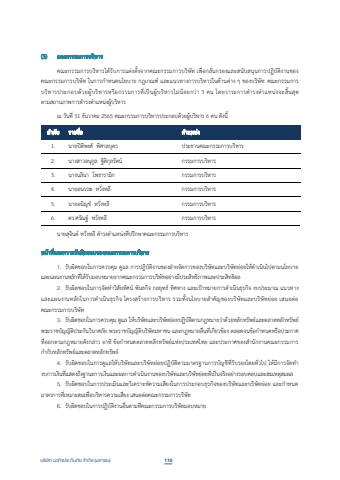 (3) คณะกรรมการบริหาร
คณะกรรมการบริหารได้รับการแต่งตั้งจากคณะกรรมการบริษัท เพื่อกลั่นกรองและสนับสนุนการปฏิบัติงานของ
คณะกรรมการบริษัท ในการกำหนดนโยบาย กฎเกณฑ์ และแนวทางการบริหารในด้านต่าง ๆ ของบริษัท คณะกรรมการ
บริหารประกอบด้วยผู้บริหารหรือกรรมการที่เป็นผู้บริหารไม่น้อยกว่า 3 คน โดยวาระการดำรงตำแหน่งจะสิ้นสุด
ตามสถานภาพการดำรงตำแหน่งผู้บริหาร
ณ วันที่ 31 ธันวาคม 2565 คณะกรรมการบริหารประกอบด้วยผู้บริหาร 6 คน ดังนี้
ลำดับ รายชื่อ ตำแหน่ง
1. นายปิติพงศ์ พิศาลบุตร ประธานคณะกรรมการบริหาร
2. นางสาวอนุกูล ฐิติกุลรัตน์ กรรมการบริหาร
3. นางนลินา โพธารามิก กรรมการบริหาร
4. นายอนรรฆ หวั่งหลี กรรมการบริหาร
5. นายอนัญช์ หวั่งหลี กรรมการบริหาร
6. ดร.ศรัณฐ์ หวั่งหลี กรรมการบริหาร
นายสุจินต์ หวั่งหลี ดำรงตำแหน่งที่ปรึกษาคณะกรรมการบริหาร
หน้าที่และความรับผิดชอบของคณะกรรมการบริหาร
1. รับผิดชอบในการควบคุม ดูแล การปฏิบัติงานของฝ่ายจัดการของบริษัทและบริษัทย่อยให้ดำเนินไปตามนโยบาย
และแผนงานหลักที่ได้รับมอบหมายจากคณะกรรมการบริษัทอย่างมีประสิทธิภาพและประสิทธิผล
2. รับผิดชอบในการจัดทำวิสัยทัศน์ พันธกิจ กลยุทธ์ ทิศทาง และเป้าหมายการดำเนินธุรกิจ งบประมาณ แนวทาง
และแผนงานหลักในการดำเนินธุรกิจ โครงสร้างการบริหาร รวมทั้งนโยบายสำคัญของบริษัทและบริษัทย่อย เสนอต่อ
คณะกรรมการบริษัท
3. รับผิดชอบในการควบคุม ดูแล ให้บริษัทและบริษัทย่อยปฏิบัติตามกฎหมายว่าด้วยหลักทรัพย์และตลาดหลักทรัพย์
พระราชบัญญัติประกันวินาศภัย พระราชบัญญัติบริษัทมหาชน และกฎหมายอื่นที่เกี่ยวข้อง ตลอดจนข้อกำหนดหรือประกาศ
ที่ออกตามกฎหมายดังกล่าว อาทิ ข้อกำหนดตลาดหลักทรัพย์แห่งประเทศไทย และประกาศของสำนักงานคณะกรรมการ
กำกับหลักทรัพย์และตลาดหลักทรัพย์
4. รับผิดชอบในการดูแลให้บริษัทและบริษัทย่อยปฏิบัติตามมาตรฐานการบัญชีที่รับรองโดยทั่วไป ให้มีการจัดทำ
งบการเงินที่แสดงถึงฐานะการเงินและผลการดำเนินงานของบริษัทและบริษัทย่อยที่เป็นจริงอย่างรอบคอบและสมเหตุสมผล
5. รับผิดชอบในการประเมินและวิเคราะห์ความเสี่ยงในการประกอบธุรกิจของบริษัทและบริษัทย่อย และกำหนด
มาตรการที่เหมาะสมเพื่อบริหารความเสี่ยง เสนอต่อคณะกรรมการบริษัท
6. รับผิดชอบในการปฏิบัติงานอื่นตามที่คณะกรรมการบริษัทมอบหมาย
บริษัท นวกิจประกันภัย จำกัด (มหาชน) 110